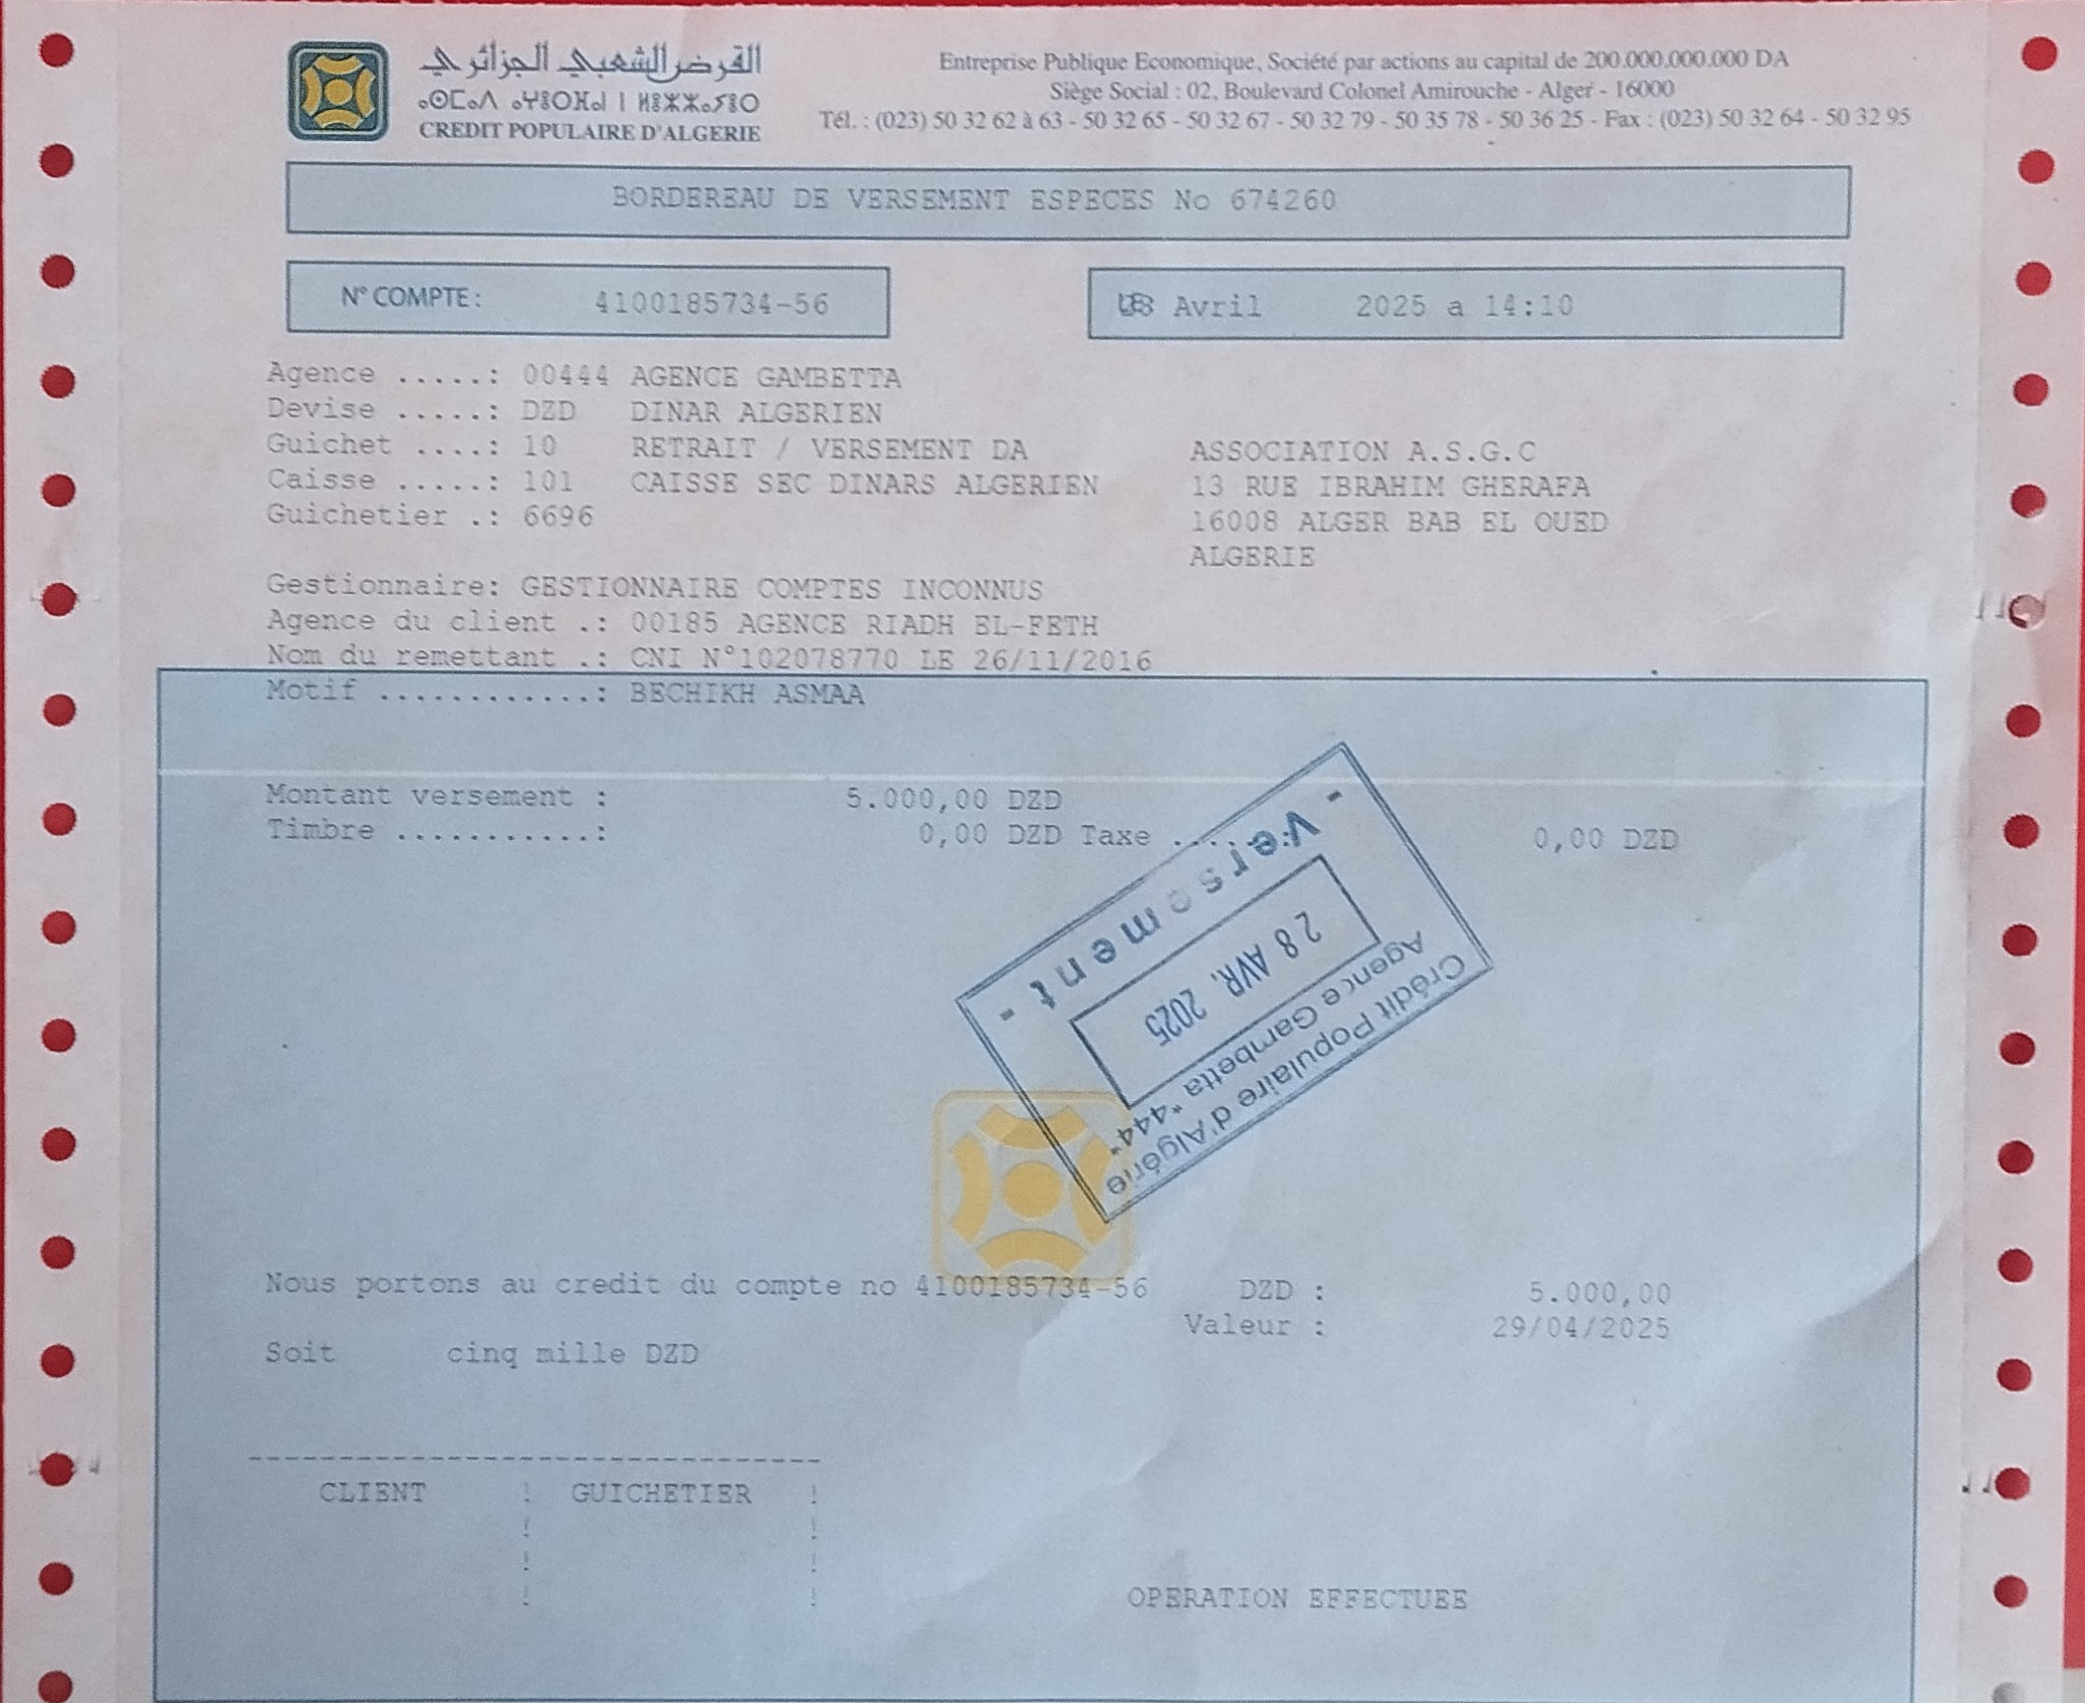 القرض الشعبي الجزائري
ⴰⵙⵎⴰⴷ ⴰⵖⴻⵔⴼⴰⵏ ⵏ ⵍⴻⵣⵣⴰⵢⴻⵔ
CREDIT POPULAIRE D'ALGERIE
Entreprise Publique Economique, Société par actions au capital de 200.000.000.000 DA
Siège Social : 02, Boulevard Colonel Amirouche - Alger - 16000
Tél. : (023) 50 32 62 à 63 - 50 32 65 - 50 32 67 - 50 32 79 - 50 35 78 - 50 36 25 - Fax : (023) 50 32 64 - 50 32 95
BORDEREAU DE VERSEMENT ESPECES No 674260
N° COMPTE : 4100185734-56
Avril 2025 a 14:10
Agence .....: 00444 AGENCE GAMBETTA
Devise .....: DZD DINAR ALGERIEN
Guichet ....: 10 RETRAIT / VERSEMENT DA
Caisse .....: 101 CAISSE SEC DINARS ALGERIEN
Guichetier .: 6696
ASSOCIATION A.S.G.C
13 RUE IBRAHIM GHERAFA
16008 ALGER BAB EL OUED
ALGERIE
Gestionnaire: GESTIONNAIRE COMPTES INCONNUS
Agence du client .: 00185 AGENCE RIADH EL-FETH
Nom du remettant .: CNI N°102078770 LE 26/11/2016
Motif ............: BECHIKH ASMAA
Montant versement : 5.000,00 DZD
Timbre ...........: 0,00 DZD Taxe ..... 0,00 DZD
Crédit Populaire d'Algérie
Agence Gambetta "444"
28 AVR. 2025
- Versement -
Nous portons au credit du compte no 4100185734-56 DZD : 5.000,00
Valeur : 29/04/2025
Soit cinq mille DZD
CLIENT ! GUICHETIER !
OPERATION EFFECTUEE